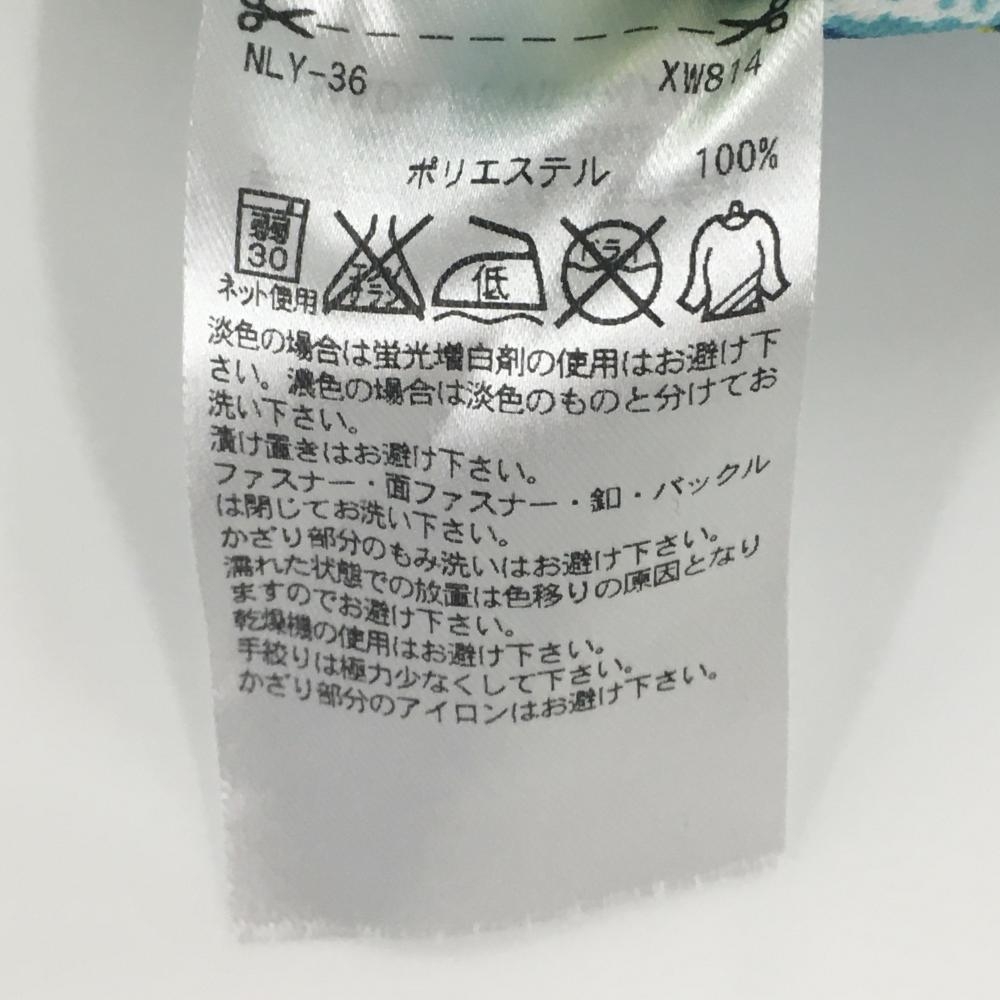 NLY-36 XW814
ポリエステル 100%
弱 30 エンソサラシ 低 ドライ
ネット使用
淡色の場合は蛍光増白剤の使用はお避け下
さい。濃色の場合は淡色のものと分けてお
洗い下さい。
漬け置きはお避け下さい。
ファスナー・面ファスナー・釦・バックル
は閉じてお洗い下さい。
かざり部分のもみ洗いはお避け下さい。
濡れた状態での放置は色移りの原因となり
ますのでお避け下さい。
乾燥機の使用はお避け下さい。
手絞りは極力少なくして下さい。
かざり部分のアイロンはお避け下さい。